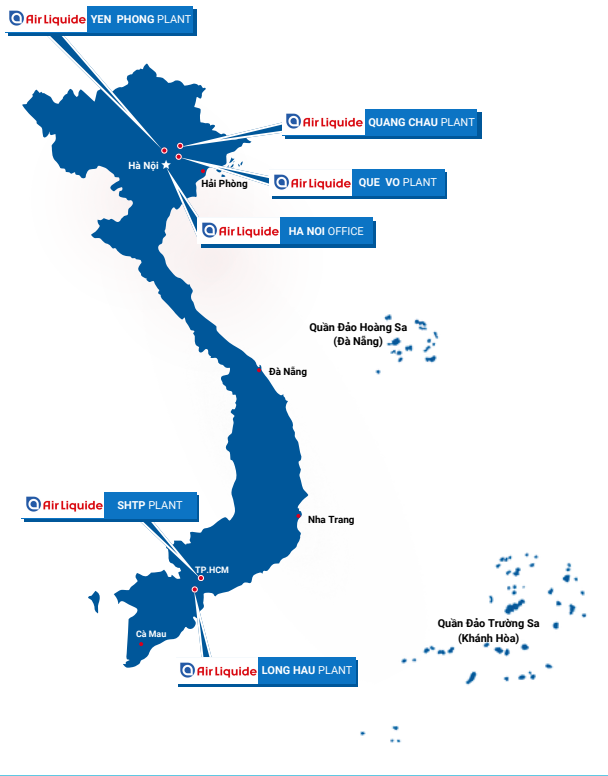 Air Liquide YEN PHONG PLANT
Air Liquide QUANG CHAU PLANT
Hà Nội
Air Liquide QUE VO PLANT
Hải Phòng
Air Liquide HA NOI OFFICE
Quần Đảo Hoàng Sa
(Đà Nẵng)
Đà Nẵng
Air Liquide SHTP PLANT
Nha Trang
TP.HCM
Quần Đảo Trường Sa
(Khánh Hòa)
Cà Mau
Air Liquide LONG HAU PLANT